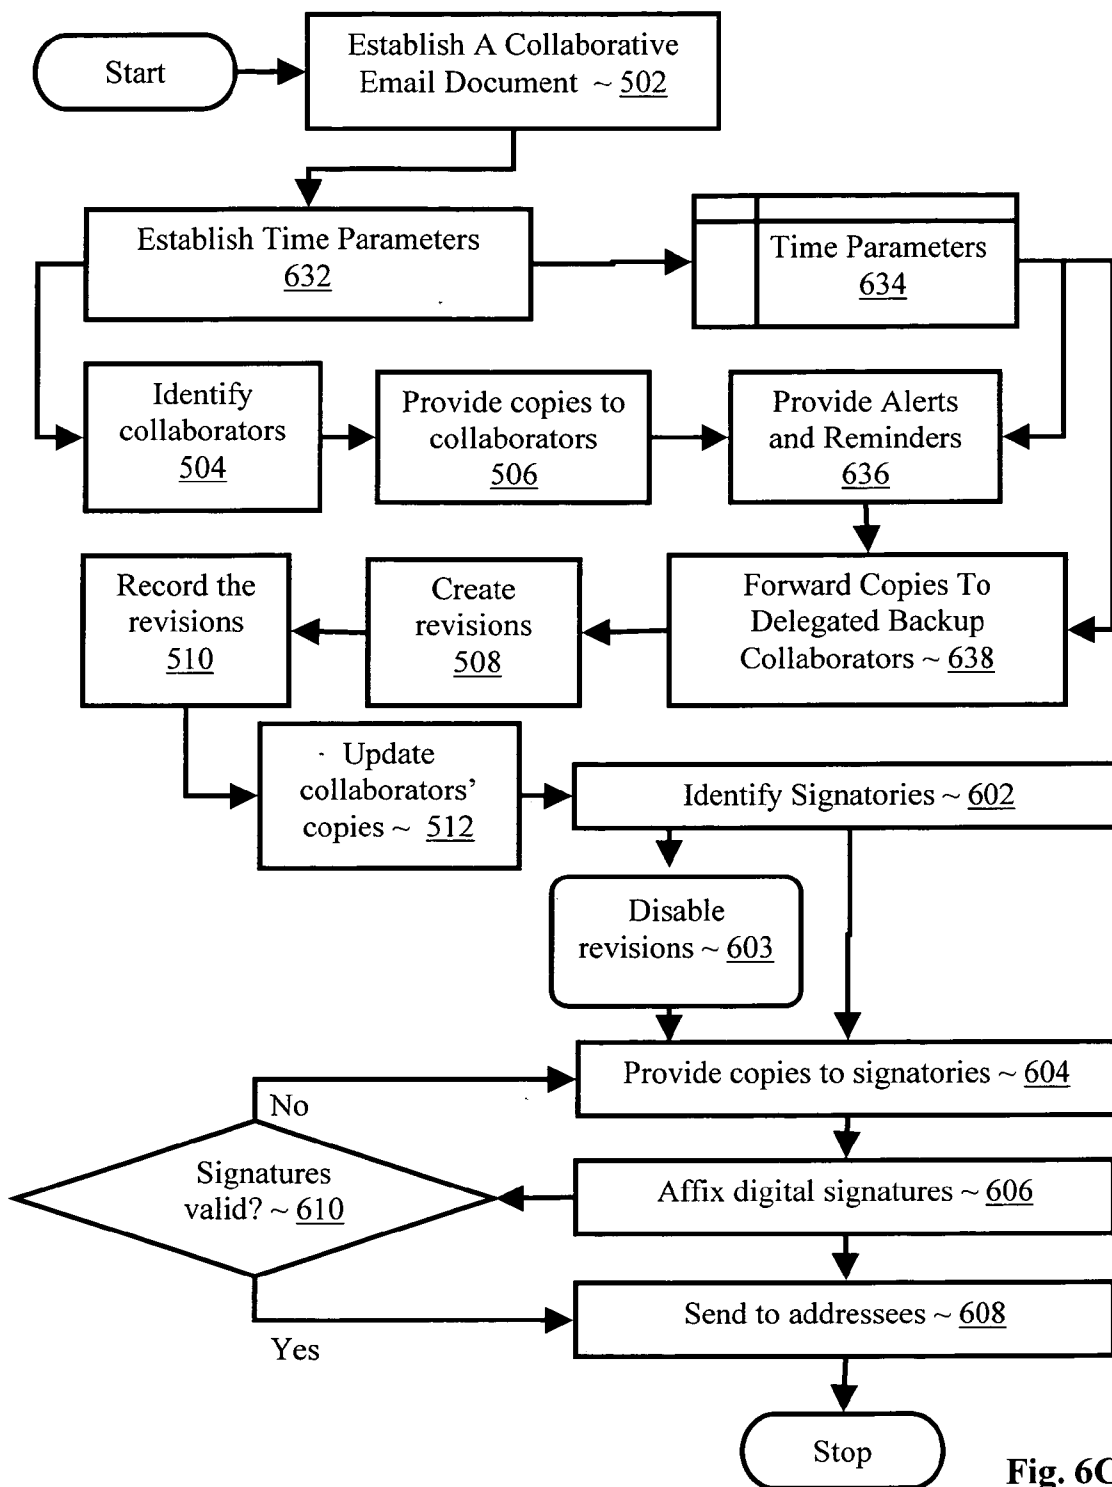 Start
Establish A Collaborative
Email Document ~ 502
Establish Time Parameters
632
Time Parameters
634
Identify
collaborators
504
Provide copies to
collaborators
506
Provide Alerts
and Reminders
636
Record the
revisions
510
Create
revisions
508
Forward Copies To
Delegated Backup
Collaborators ~ 638
Update
collaborators’
copies ~ 512
Identify Signatories ~ 602
Disable
revisions ~ 603
Provide copies to signatories ~ 604
No
Signatures
valid? ~ 610
Affix digital signatures ~ 606
Send to addressees ~ 608
Yes
Stop
Fig. 6C